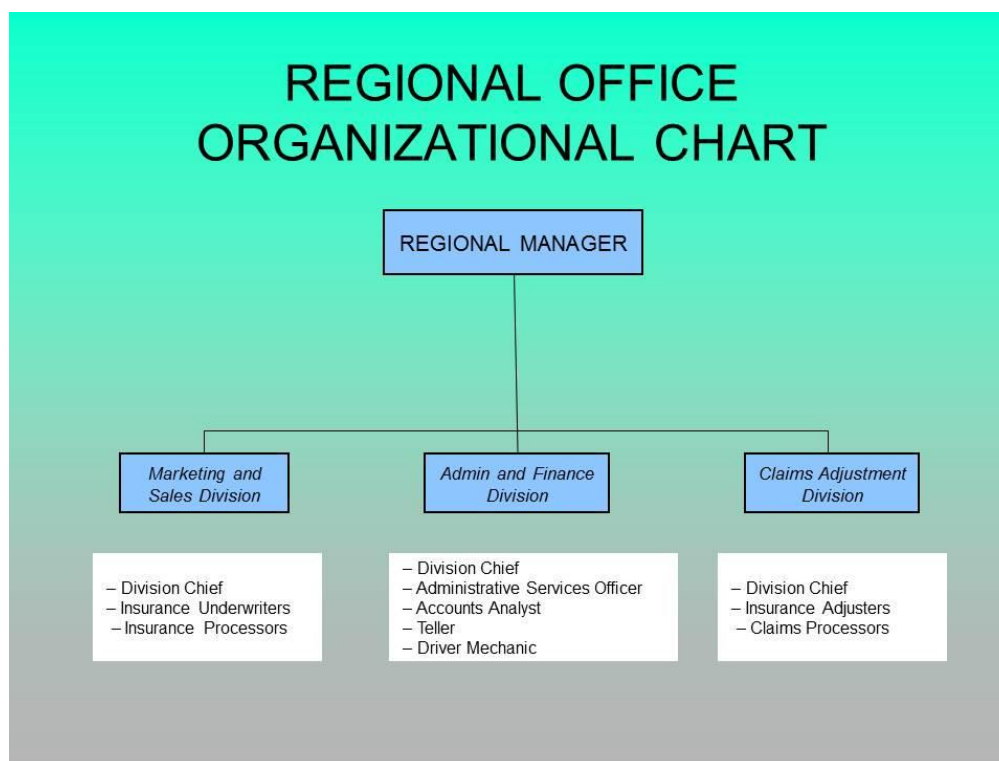 REGIONAL OFFICE
ORGANIZATIONAL CHART
REGIONAL MANAGER
Marketing and
Sales Division
Admin and Finance
Division
Claims Adjustment
Division
– Division Chief
– Insurance Underwriters
– Insurance Processors
– Division Chief
– Administrative Services Officer
– Accounts Analyst
– Teller
– Driver Mechanic
– Division Chief
– Insurance Adjusters
– Claims Processors